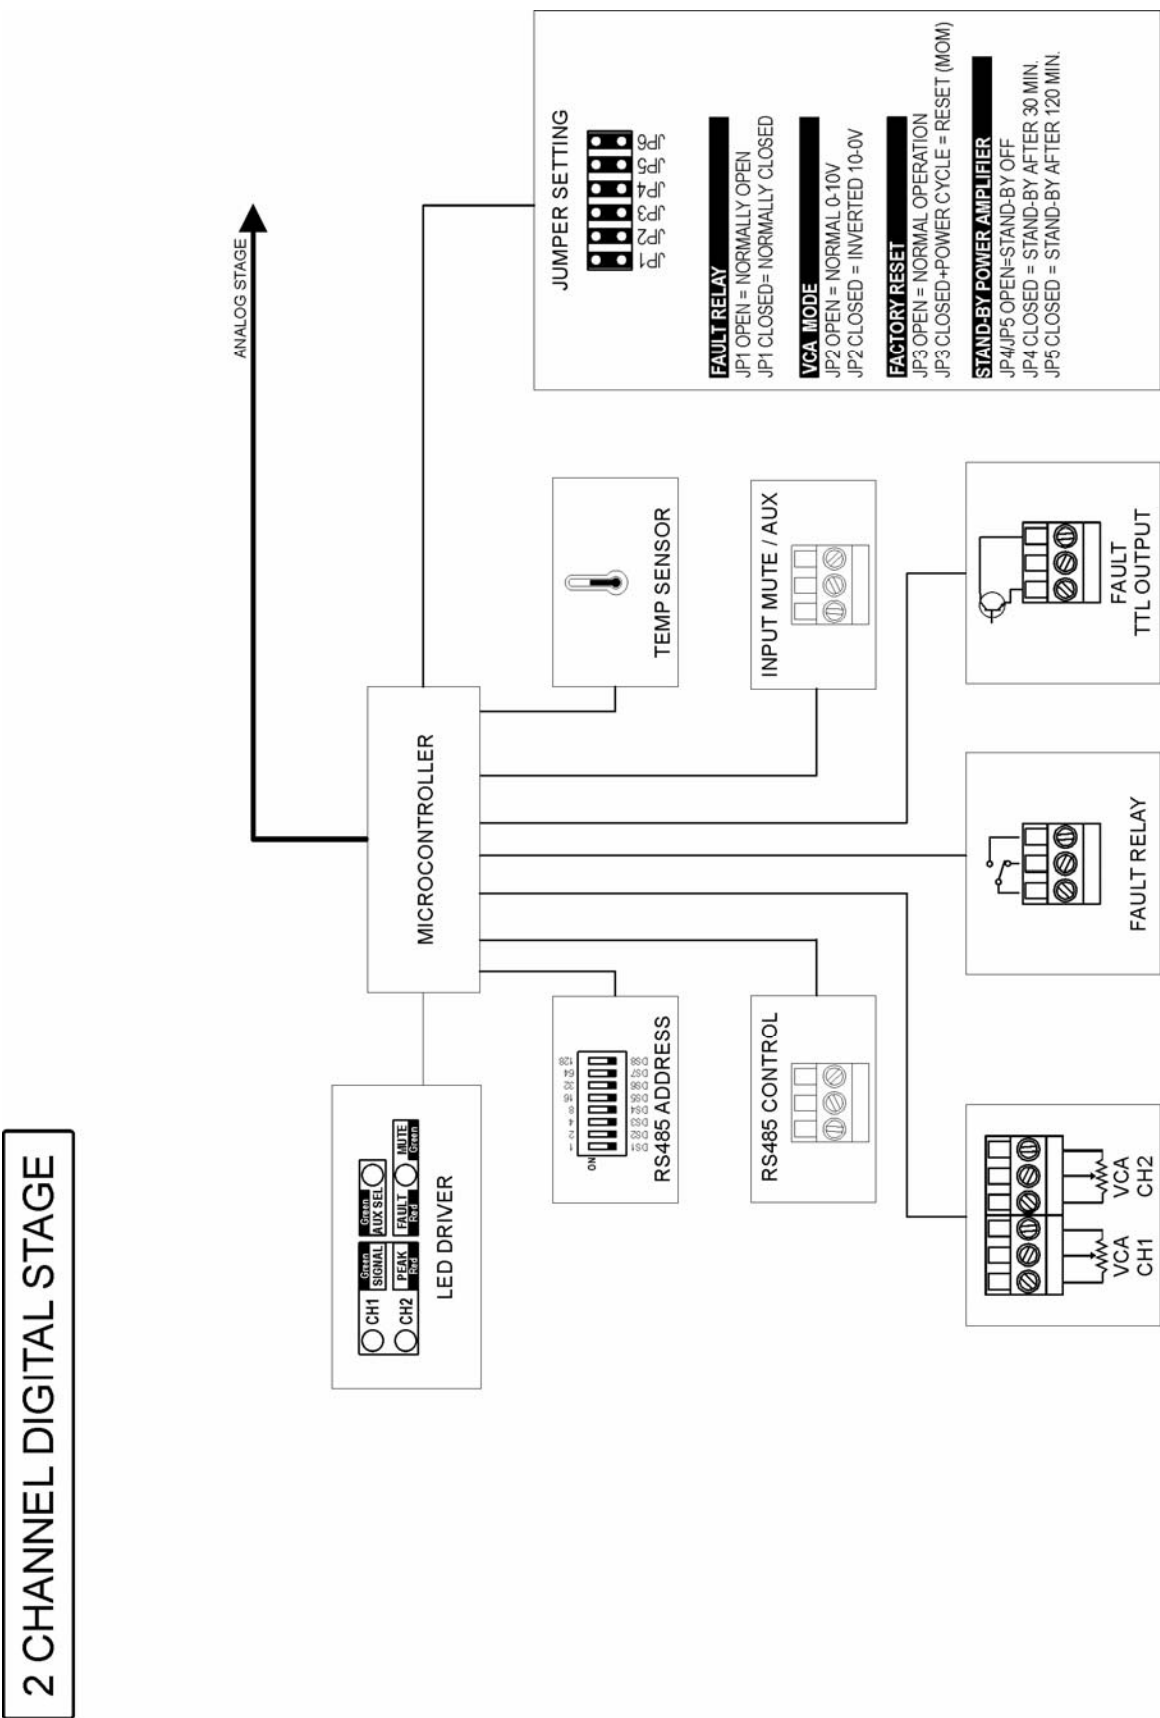 2 CHANNEL DIGITAL STAGE
ANALOG STAGE
MICROCONTROLLER
Green
SIGNAL
Green
AUX SEL
CH1
CH2
PEAK
Red
FAULT
Red
MUTE
Green
LED DRIVER
1 2 4 8 16 32 64 128
ON
DS1 DS2 DS3 DS4 DS5 DS6 DS7 DS8
RS485 ADDRESS
TEMP SENSOR
RS485 CONTROL
INPUT MUTE / AUX
VCA
CH1
VCA
CH2
FAULT RELAY
FAULT
TTL OUTPUT
JUMPER SETTING
JP1 JP2 JP3 JP4 JP5 JP6
FAULT RELAY
JP1 OPEN = NORMALLY OPEN
JP1 CLOSED= NORMALLY CLOSED
VCA MODE
JP2 OPEN = NORMAL 0-10V
JP2 CLOSED = INVERTED 10-0V
FACTORY RESET
JP3 OPEN = NORMAL OPERATION
JP3 CLOSED+POWER CYCLE = RESET (MOM)
STAND-BY POWER AMPLIFIER
JP4/JP5 OPEN=STAND-BY OFF
JP4 CLOSED = STAND-BY AFTER 30 MIN.
JP5 CLOSED = STAND-BY AFTER 120 MIN.